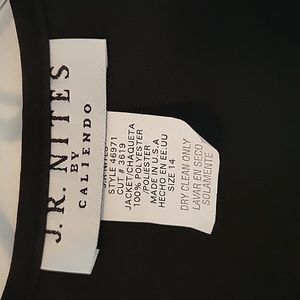 J.R. NITES
BY
CALIENDO
STYLE 46971
CUT # 3619
JACKET/CHAQUETA
100% POLYESTER
/POLIESTER
MADE IN U.S.A
HECHO EN EE.UU
SIZE 14
DRY CLEAN ONLY
LAVAR EN SECO
SOLAMENTE